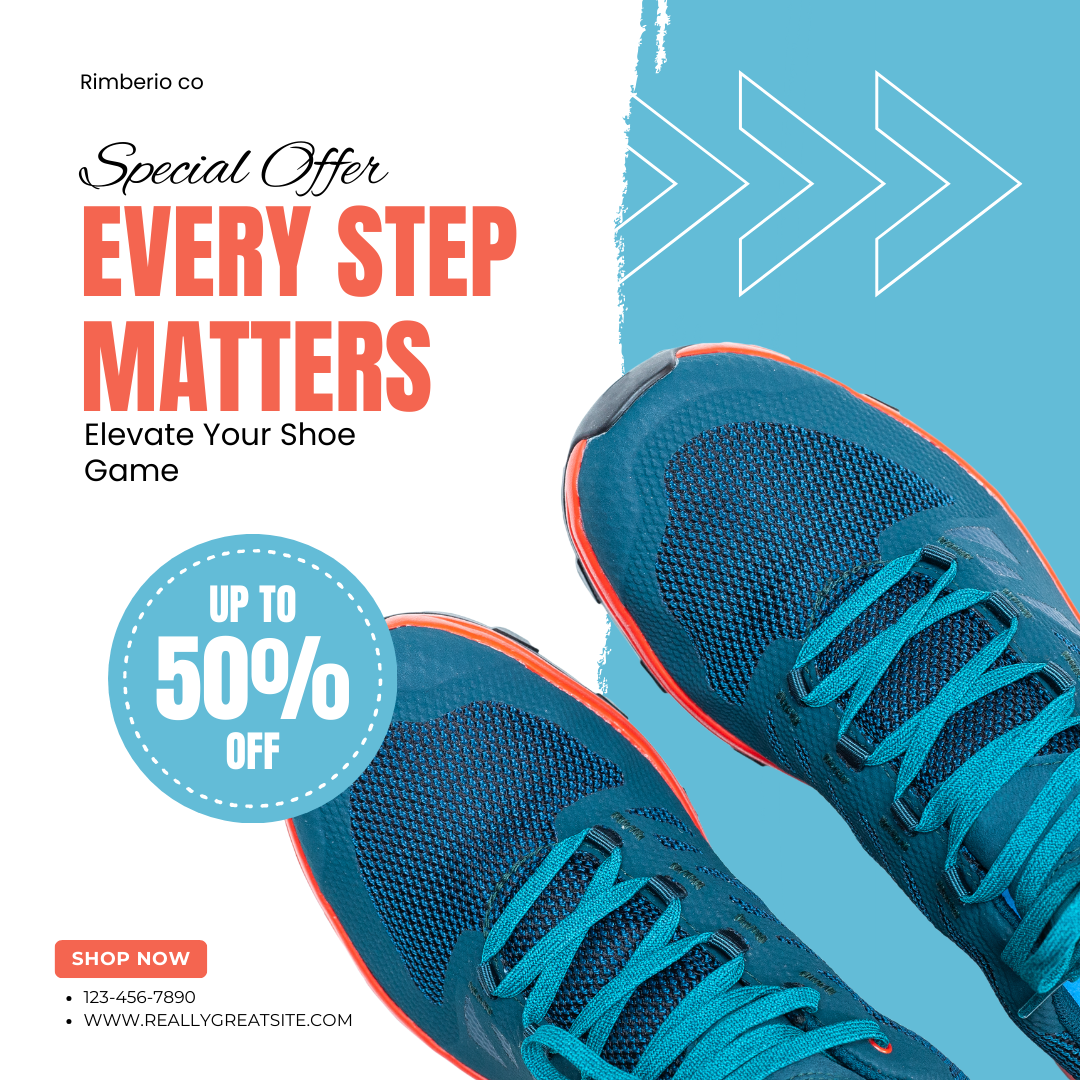 Rimberio co
Special Offer
EVERY STEP
MATTERS
Elevate Your Shoe
Game
UP TO
50%
OFF
SHOP NOW
• 123-456-7890
• WWW.REALLYGREATSITE.COM